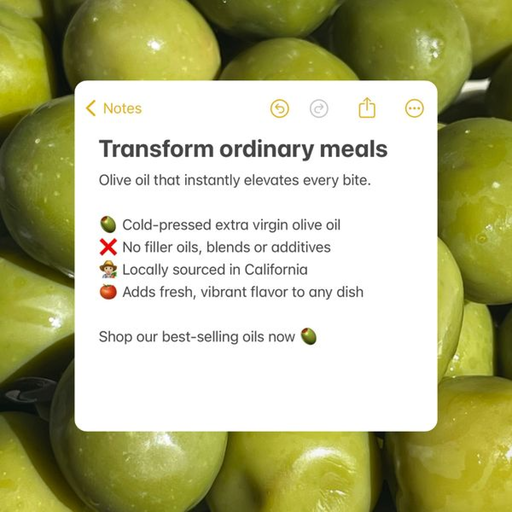 Notes
Transform ordinary meals
Olive oil that instantly elevates every bite.
🫒 Cold-pressed extra virgin olive oil
❌ No filler oils, blends or additives
🧑🏼‍🌾 Locally sourced in California
🍅 Adds fresh, vibrant flavor to any dish
Shop our best-selling oils now 🫒